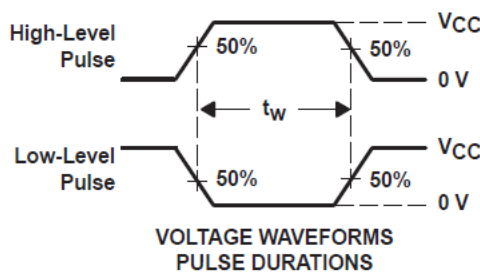 High-Level
Pulse
50%
50%
VCC
0 V
tw
Low-Level
Pulse
50%
50%
VCC
0 V
VOLTAGE WAVEFORMS
PULSE DURATIONS